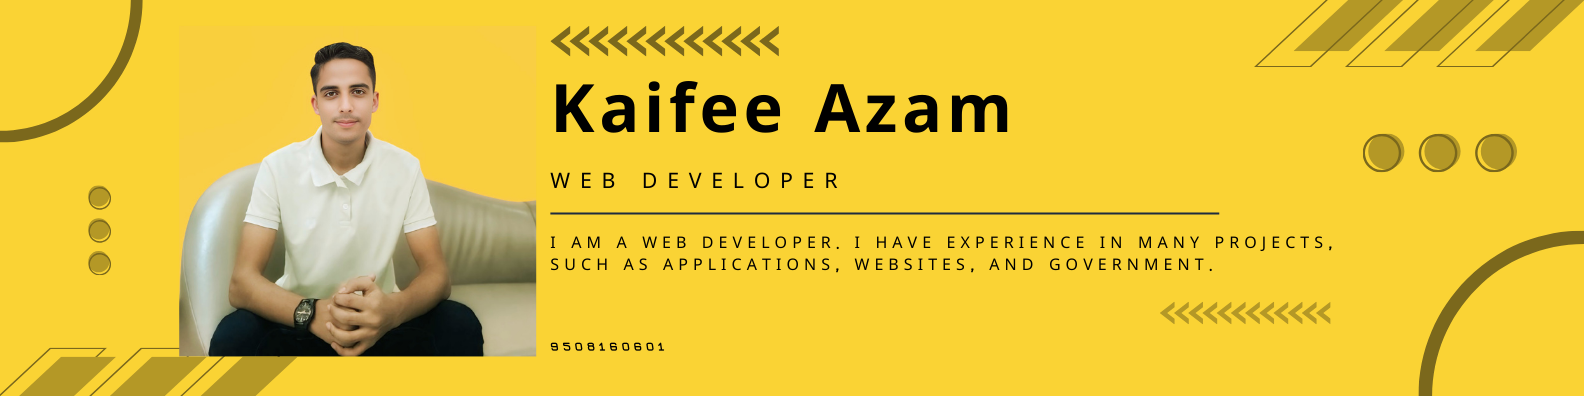 Kaifee Azam
WEB DEVELOPER
I AM A WEB DEVELOPER. I HAVE EXPERIENCE IN MANY PROJECTS,
SUCH AS APPLICATIONS, WEBSITES, AND GOVERNMENT.
9508160601